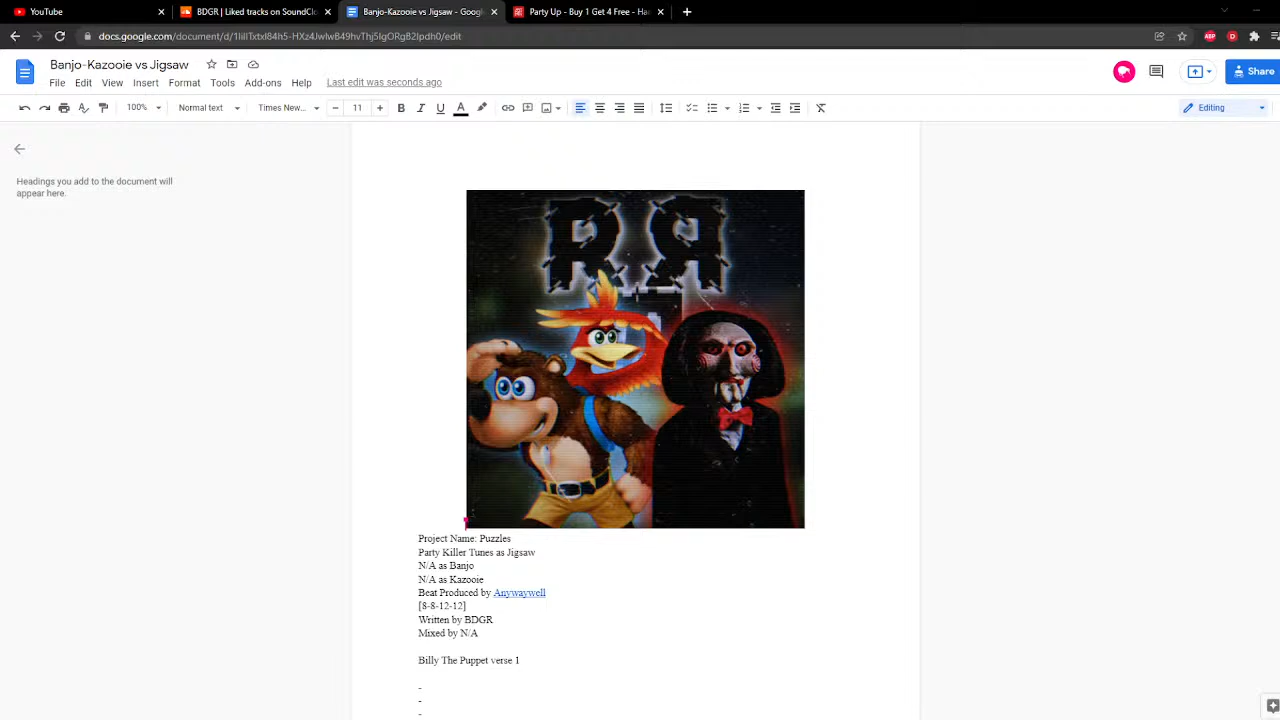 YouTube
BDGR | Liked tracks on SoundClo
Banjo-Kazooie vs Jigsaw - Googl
Party Up - Buy 1 Get 4 Free - Ha
docs.google.com/document/d/
Banjo-Kazooie vs Jigsaw
File Edit View Insert Format Tools Add-ons Help Last edit was seconds ago
Share
100% Normal text Times New... 11 B I U A
Editing
Headings you add to the document will
appear here.
RR
Project Name: Puzzles
Party Killer Tunes as Jigsaw
N/A as Banjo
N/A as Kazooie
Beat Produced by Anywaywell
[8-8-12-12]
Written by BDGR
Mixed by N/A
Billy The Puppet verse 1
-
-
-